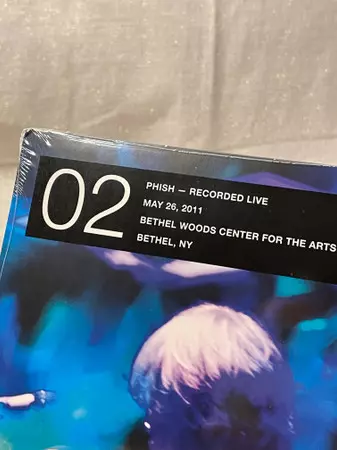 02
PHISH – RECORDED LIVE
MAY 26, 2011
BETHEL WOODS CENTER FOR THE ARTS
BETHEL, NY